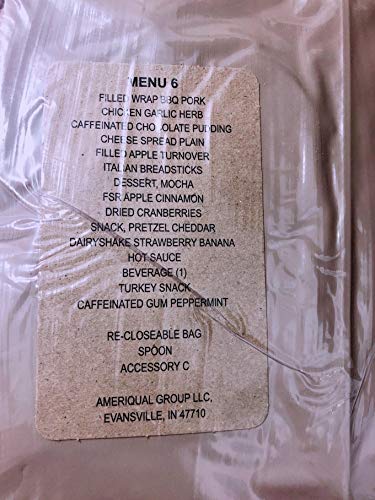 MENU 6
FILLED WRAP BBQ PORK
CHICKEN GARLIC HERB
CAFFEINATED CHOCOLATE PUDDING
CHEESE SPREAD PLAIN
FILLED APPLE TURNOVER
ITALIAN BREADSTICKS
DESSERT, MOCHA
FSR APPLE CINNAMON
DRIED CRANBERRIES
SNACK, PRETZEL CHEDDAR
DAIRYSHAKE STRAWBERRY BANANA
HOT SAUCE
BEVERAGE (1)
TURKEY SNACK
CAFFEINATED GUM PEPPERMINT
RE-CLOSEABLE BAG
SPOON
ACCESSORY C
AMERIQUAL GROUP LLC.
EVANSVILLE, IN 47710